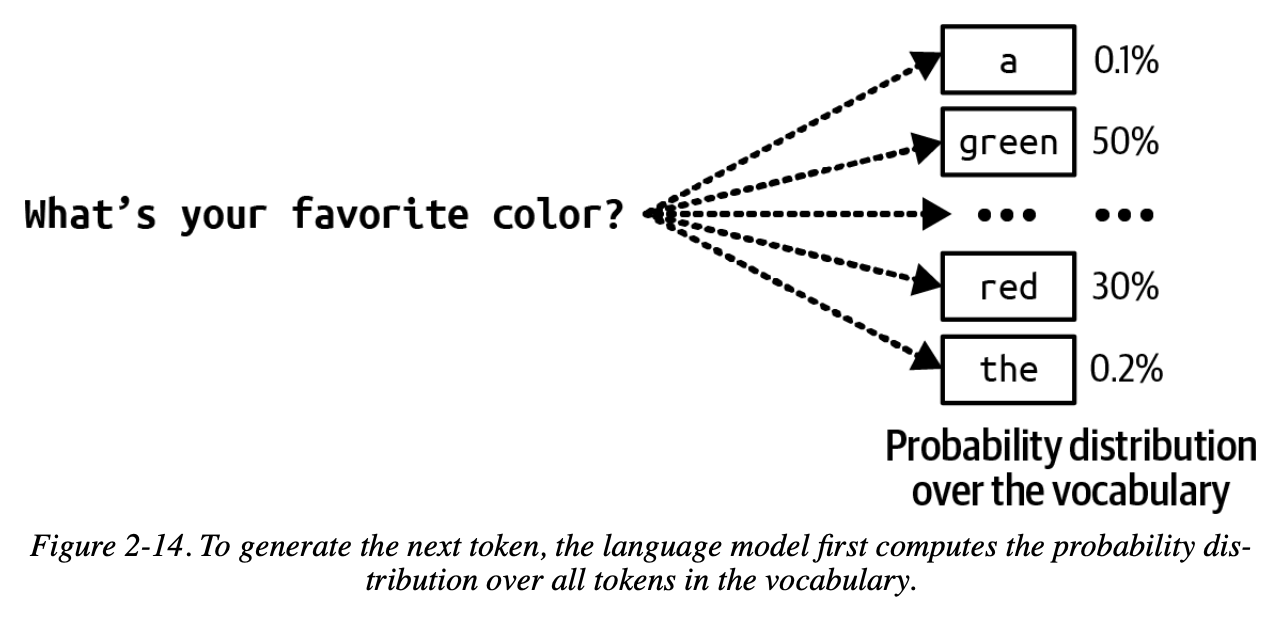 a 0.1%
green 50%
What’s your favorite color? ••• •••
red 30%
the 0.2%
Probability distribution
over the vocabulary
Figure 2-14. To generate the next token, the language model first computes the probability dis-
tribution over all tokens in the vocabulary.